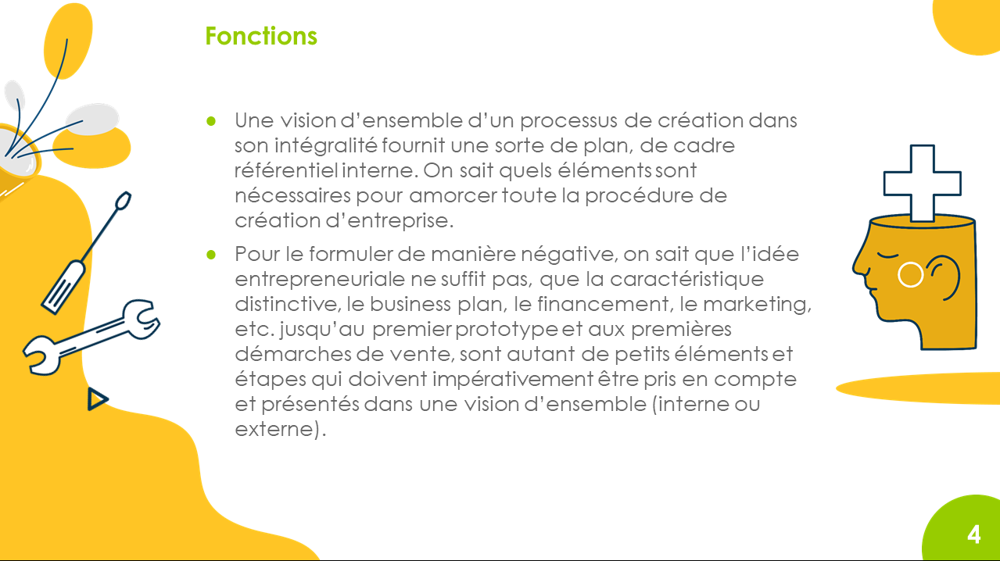 Fonctions
● Une vision d’ensemble d’un processus de création dans
son intégralité fournit une sorte de plan, de cadre
référentiel interne. On sait quels éléments sont
nécessaires pour amorcer toute la procédure de
création d’entreprise.
● Pour le formuler de manière négative, on sait que l’idée
entrepreneuriale ne suffit pas, que la caractéristique
distinctive, le business plan, le financement, le marketing,
etc. jusqu’au premier prototype et aux premières
démarches de vente, sont autant de petits éléments et
étapes qui doivent impérativement être pris en compte
et présentés dans une vision d’ensemble (interne ou
externe).
4